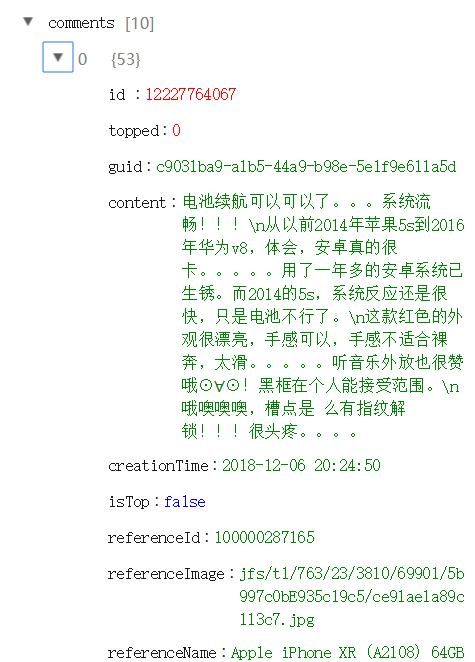 comments [10]
0 {53}
id :12227764067
topped:0
guid:c9031ba9-a1b5-44a9-b98e-5e1f9e611a5d
content:电池续航可以可以了。。。系统流
畅！！！\n从以前2014年苹果5s到2016
年华为v8，体会，安卓真的很
卡。。。。。用了一年多的安卓系统已
生锈。而2014的5s，系统反应还是很
快，只是电池不行了。\n这款红色的外
观很漂亮，手感可以，手感不适合裸
奔，太滑。。。。。听音乐外放也很赞
哦⊙∀⊙！黑框在个人能接受范围。\n
哦噢噢噢，槽点是 么有指纹解
锁！！！很头疼。。。。
creationTime:2018-12-06 20:24:50
isTop:false
referenceId:100000287165
referenceImage:jfs/t1/763/23/3810/69901/5b
997c0bE935c19c5/ce91ae1a89c
113c7.jpg
referenceName:Apple iPhone XR (A2108) 64GB